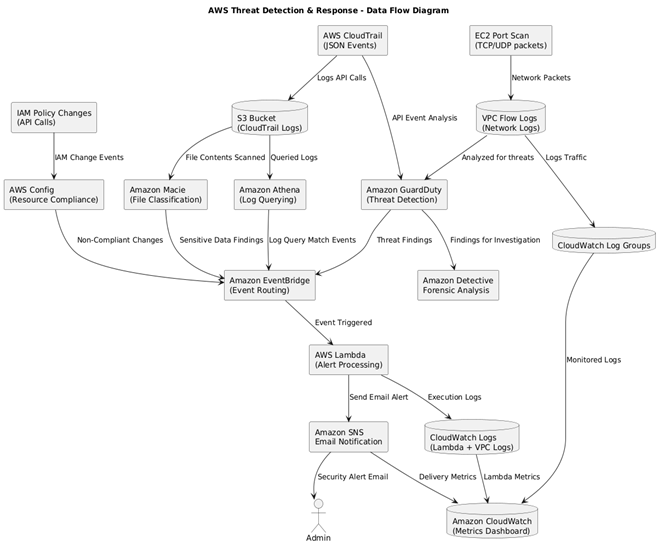 AWS Threat Detection & Response - Data Flow Diagram
AWS CloudTrail
(JSON Events)
EC2 Port Scan
(TCP/UDP packets)
Logs API Calls
Network Packets
IAM Policy Changes
(API Calls)
S3 Bucket
(CloudTrail Logs)
API Event Analysis
VPC Flow Logs
(Network Logs)
IAM Change Events
File Contents Scanned
Queried Logs
Analyzed for threats
Logs Traffic
AWS Config
(Resource Compliance)
Amazon Macie
(File Classification)
Amazon Athena
(Log Querying)
Amazon GuardDuty
(Threat Detection)
Non-Compliant Changes
Sensitive Data Findings
Log Query Match Events
Threat Findings
Findings for Investigation
CloudWatch Log Groups
Amazon EventBridge
(Event Routing)
Amazon Detective
Forensic Analysis
Event Triggered
AWS Lambda
(Alert Processing)
Monitored Logs
Send Email Alert
Execution Logs
Amazon SNS
Email Notification
CloudWatch Logs
(Lambda + VPC Logs)
Security Alert Email
Delivery Metrics
Lambda Metrics
Admin
Amazon CloudWatch
(Metrics Dashboard)